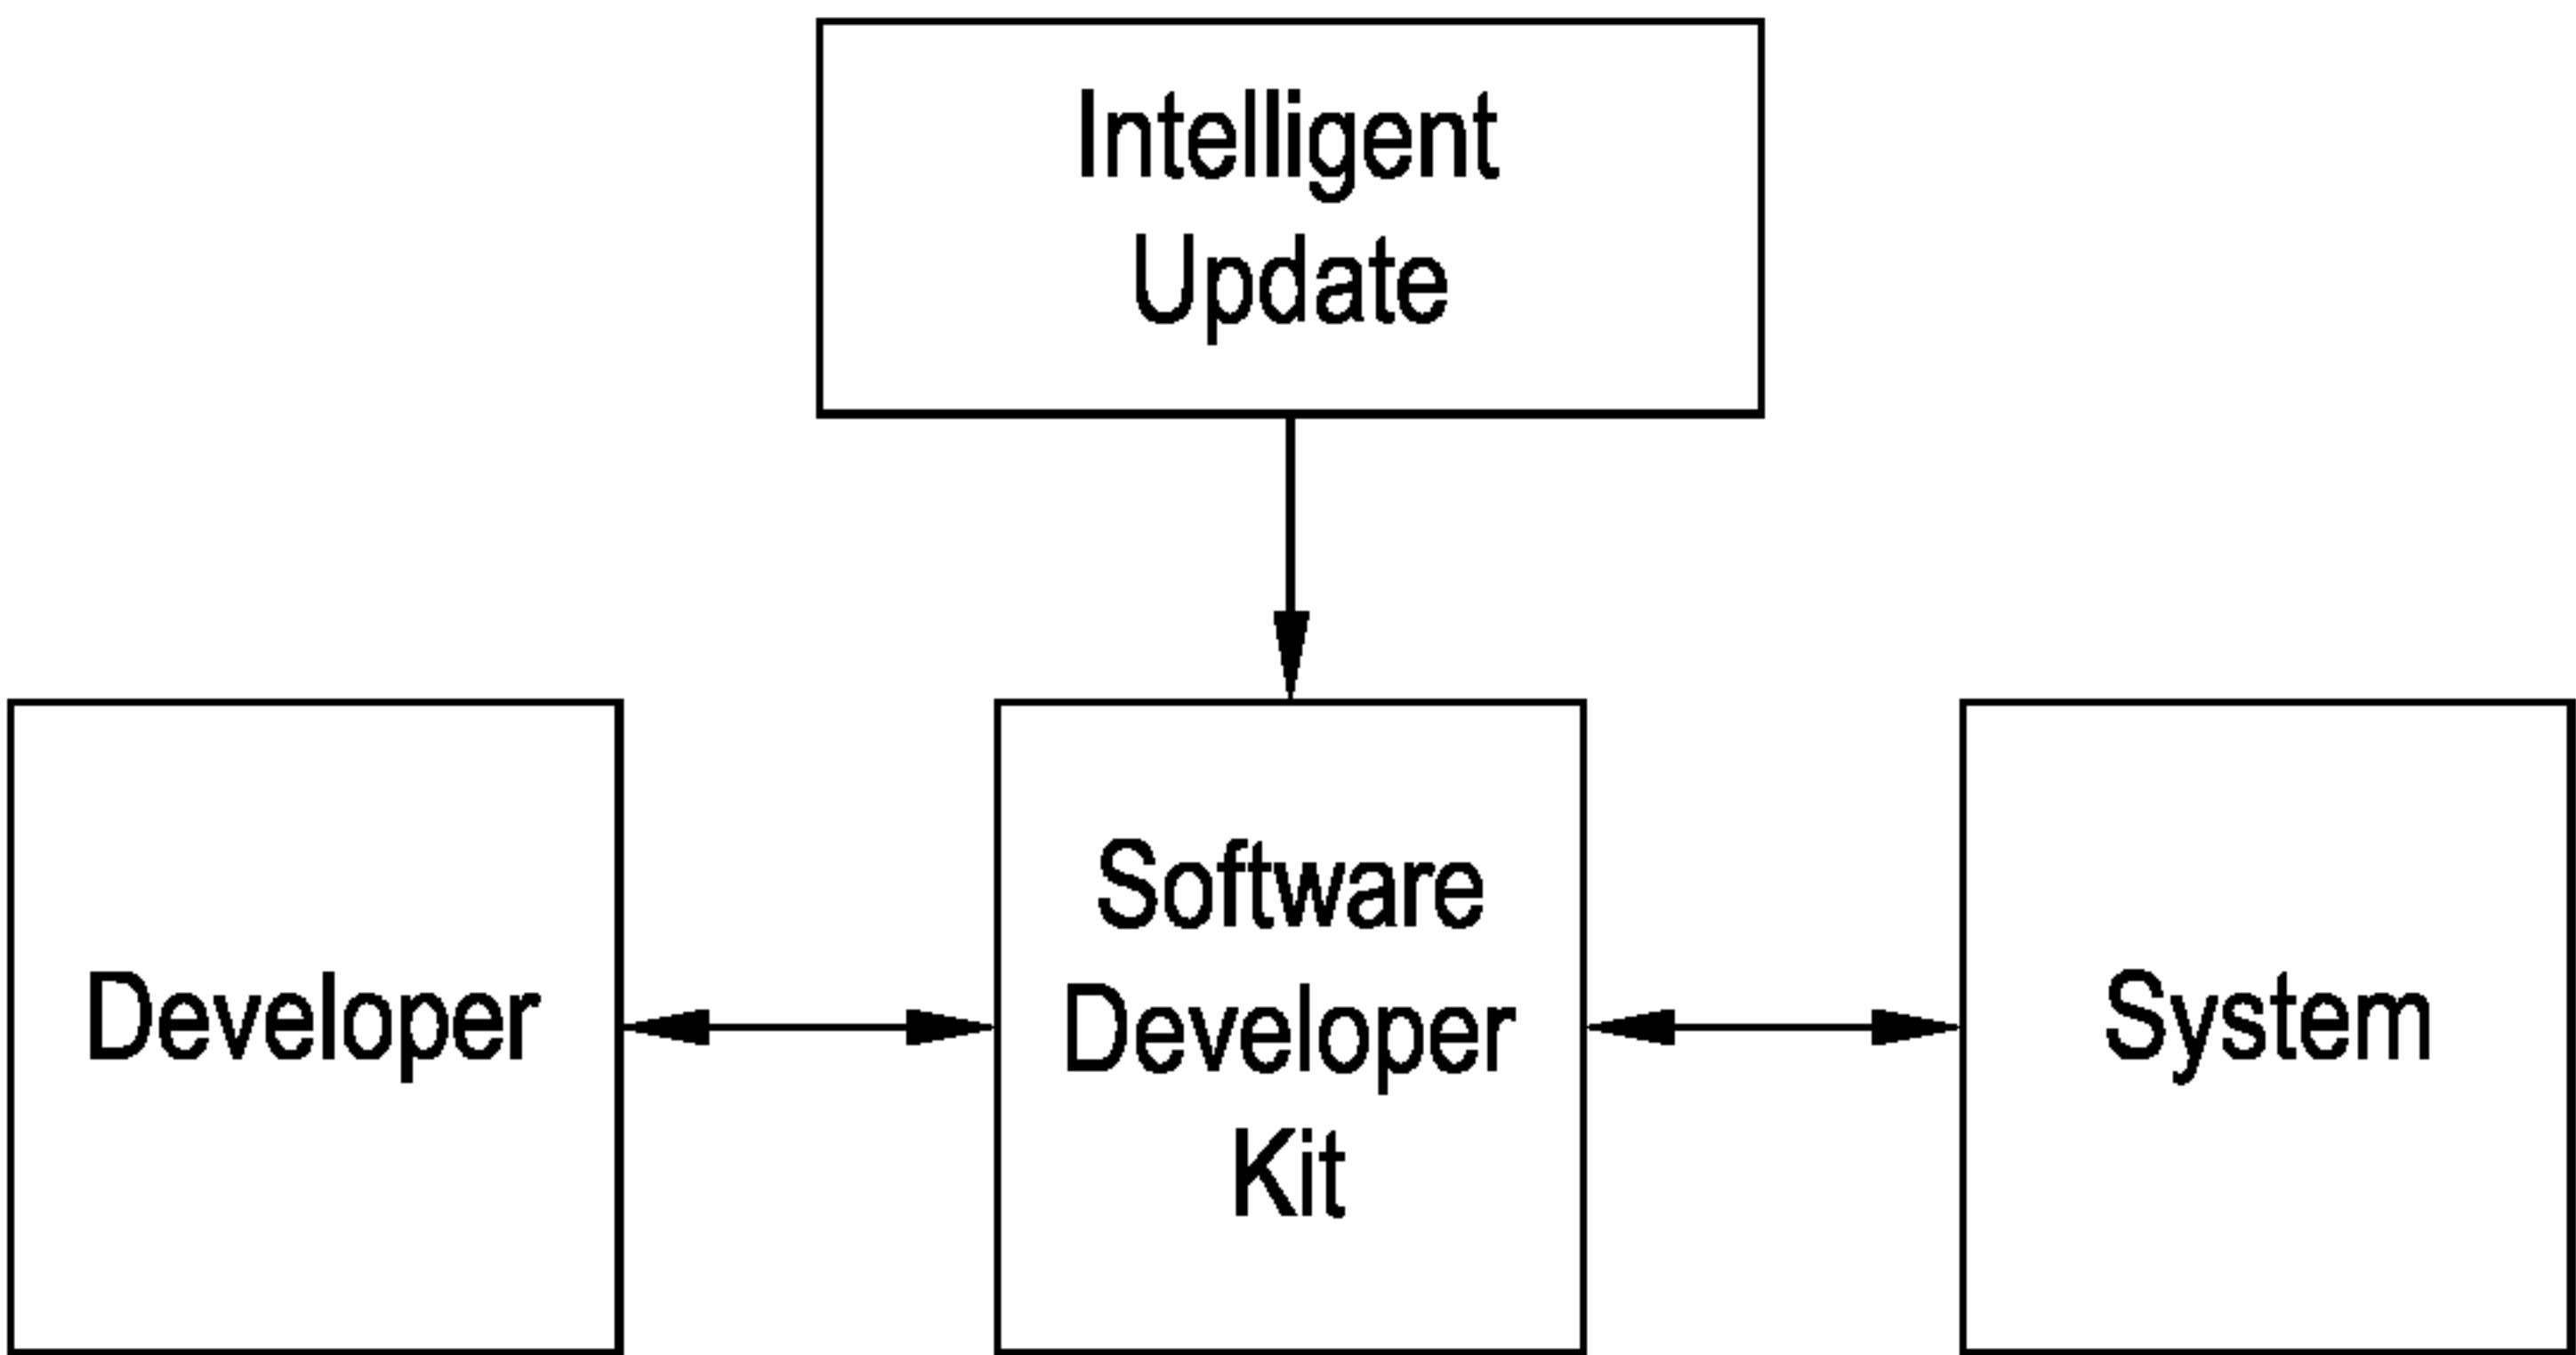 Intelligent
Update
Developer
Software
Developer
Kit
System